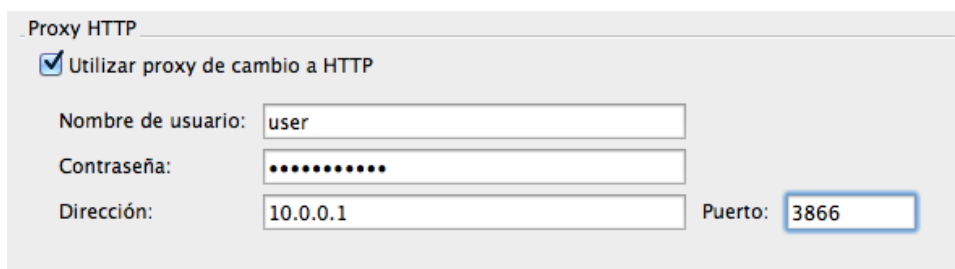 Proxy HTTP
Utilizar proxy de cambio a HTTP
Nombre de usuario: user
Contraseña: •••••••••••
Dirección: 10.0.0.1 Puerto: 3866